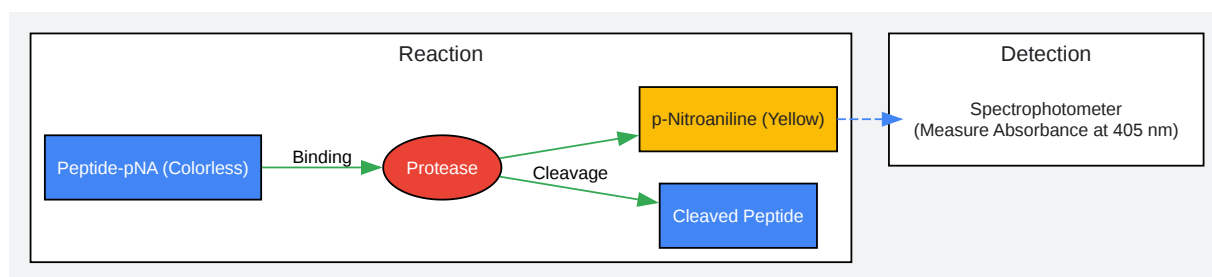 Reaction
Detection
Peptide-pNA (Colorless)
Binding
Protease
Cleavage
p-Nitroaniline (Yellow)
Cleaved Peptide
Spectrophotometer
(Measure Absorbance at 405 nm)